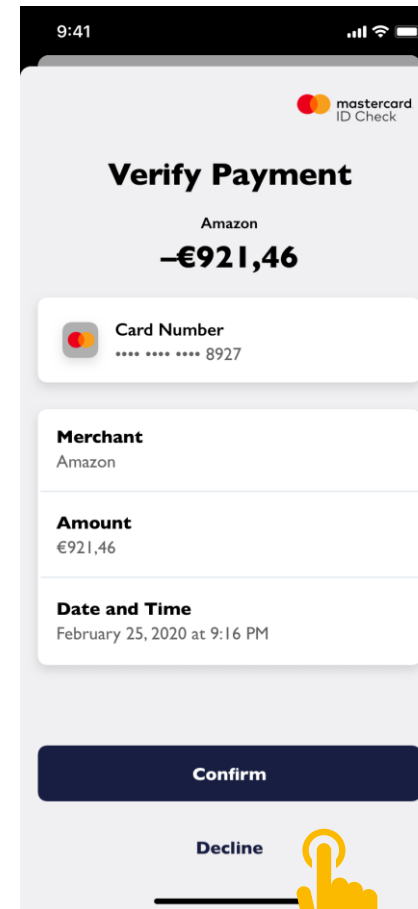 9:41
mastercard
ID Check
Verify Payment
Amazon
–€921,46
Card Number
•••• •••• •••• 8927
Merchant
Amazon
Amount
€921,46
Date and Time
February 25, 2020 at 9:16 PM
Confirm
Decline